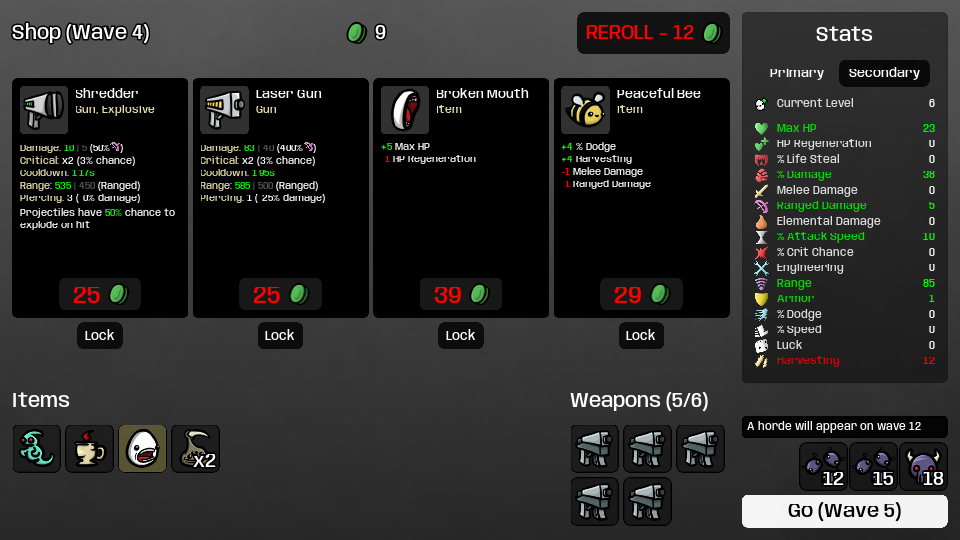 Shop (Wave 4)
9
REROLL - 12
Shredder
Gun, Explosive
Damage: 10 | 5 (50%)
Critical: x2 (3% chance)
Cooldown: 1.17s
Range: 535 | 450 (Ranged)
Piercing: 3 (0% damage)
Projectiles have 50% chance to
explode on hit
25
Lock
Laser Gun
Gun
Damage: 83 | 40 (400%)
Critical: x2 (3% chance)
Cooldown: 1.95s
Range: 585 | 500 (Ranged)
Piercing: 1 (-25% damage)
25
Lock
Broken Mouth
Item
+5 Max HP
-1 HP Regeneration
39
Lock
Peaceful Bee
Item
+4 % Dodge
+4 Harvesting
-1 Melee Damage
-1 Ranged Damage
29
Lock
Stats
Primary
Secondary
Current Level 6
Max HP 23
HP Regeneration 0
% Life Steal 0
% Damage 38
Melee Damage 0
Ranged Damage 5
Elemental Damage 0
% Attack Speed 10
% Crit Chance 0
Engineering 0
Range 85
Armor 1
% Dodge 0
% Speed 0
Luck 0
Harvesting -12
Items
x2
Weapons (5/6)
A horde will appear on wave 12
12
15
18
Go (Wave 5)